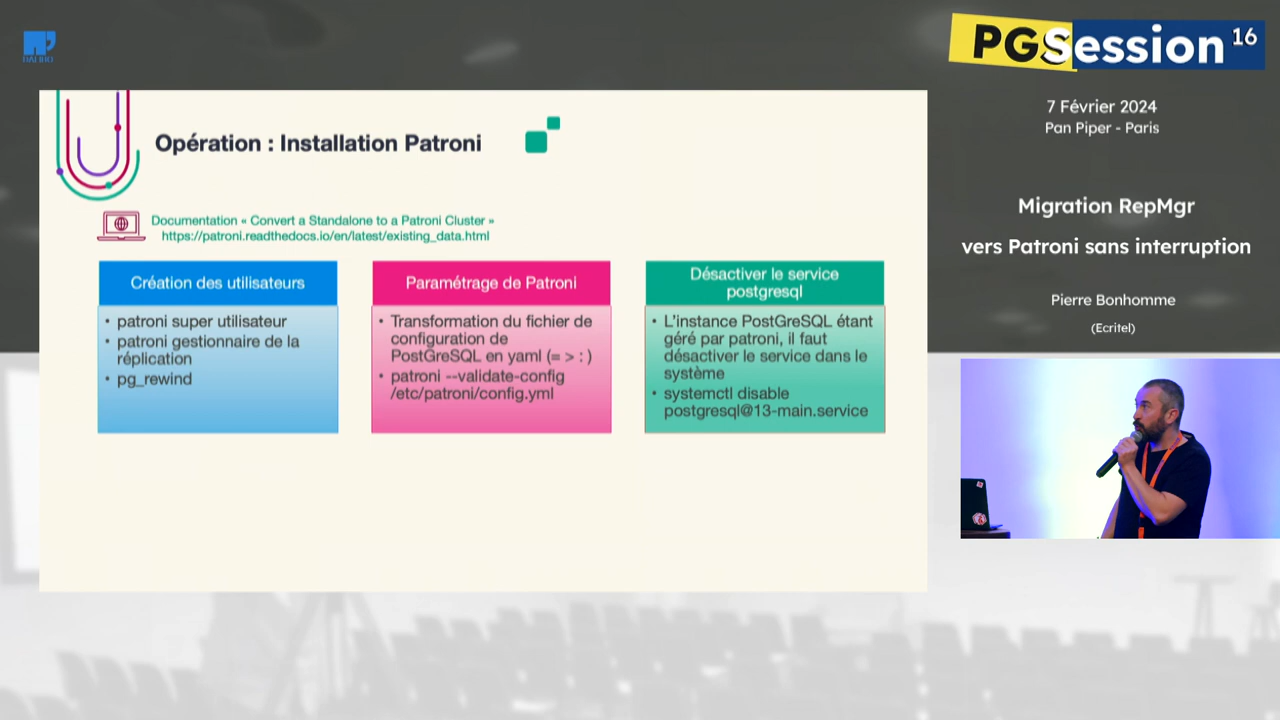 PGSession 16
7 Février 2024
Pan Piper - Paris
Migration RepMgr
vers Patroni sans interruption
Pierre Bonhomme
(Ecritel)
Opération : Installation Patroni
Documentation « Convert a Standalone to a Patroni Cluster »
https://patroni.readthedocs.io/en/latest/existing_data.html
Création des utilisateurs
• patroni super utilisateur
• patroni gestionnaire de la
réplication
• pg_rewind
Paramétrage de Patroni
• Transformation du fichier de
configuration de
PostGreSQL en yaml (= > : )
• patroni --validate-config
/etc/patroni/config.yml
Désactiver le service
postgresql
• L'instance PostGreSQL étant
géré par patroni, il faut
désactiver le service dans le
système
• systemctl disable
postgresql@13-main.service